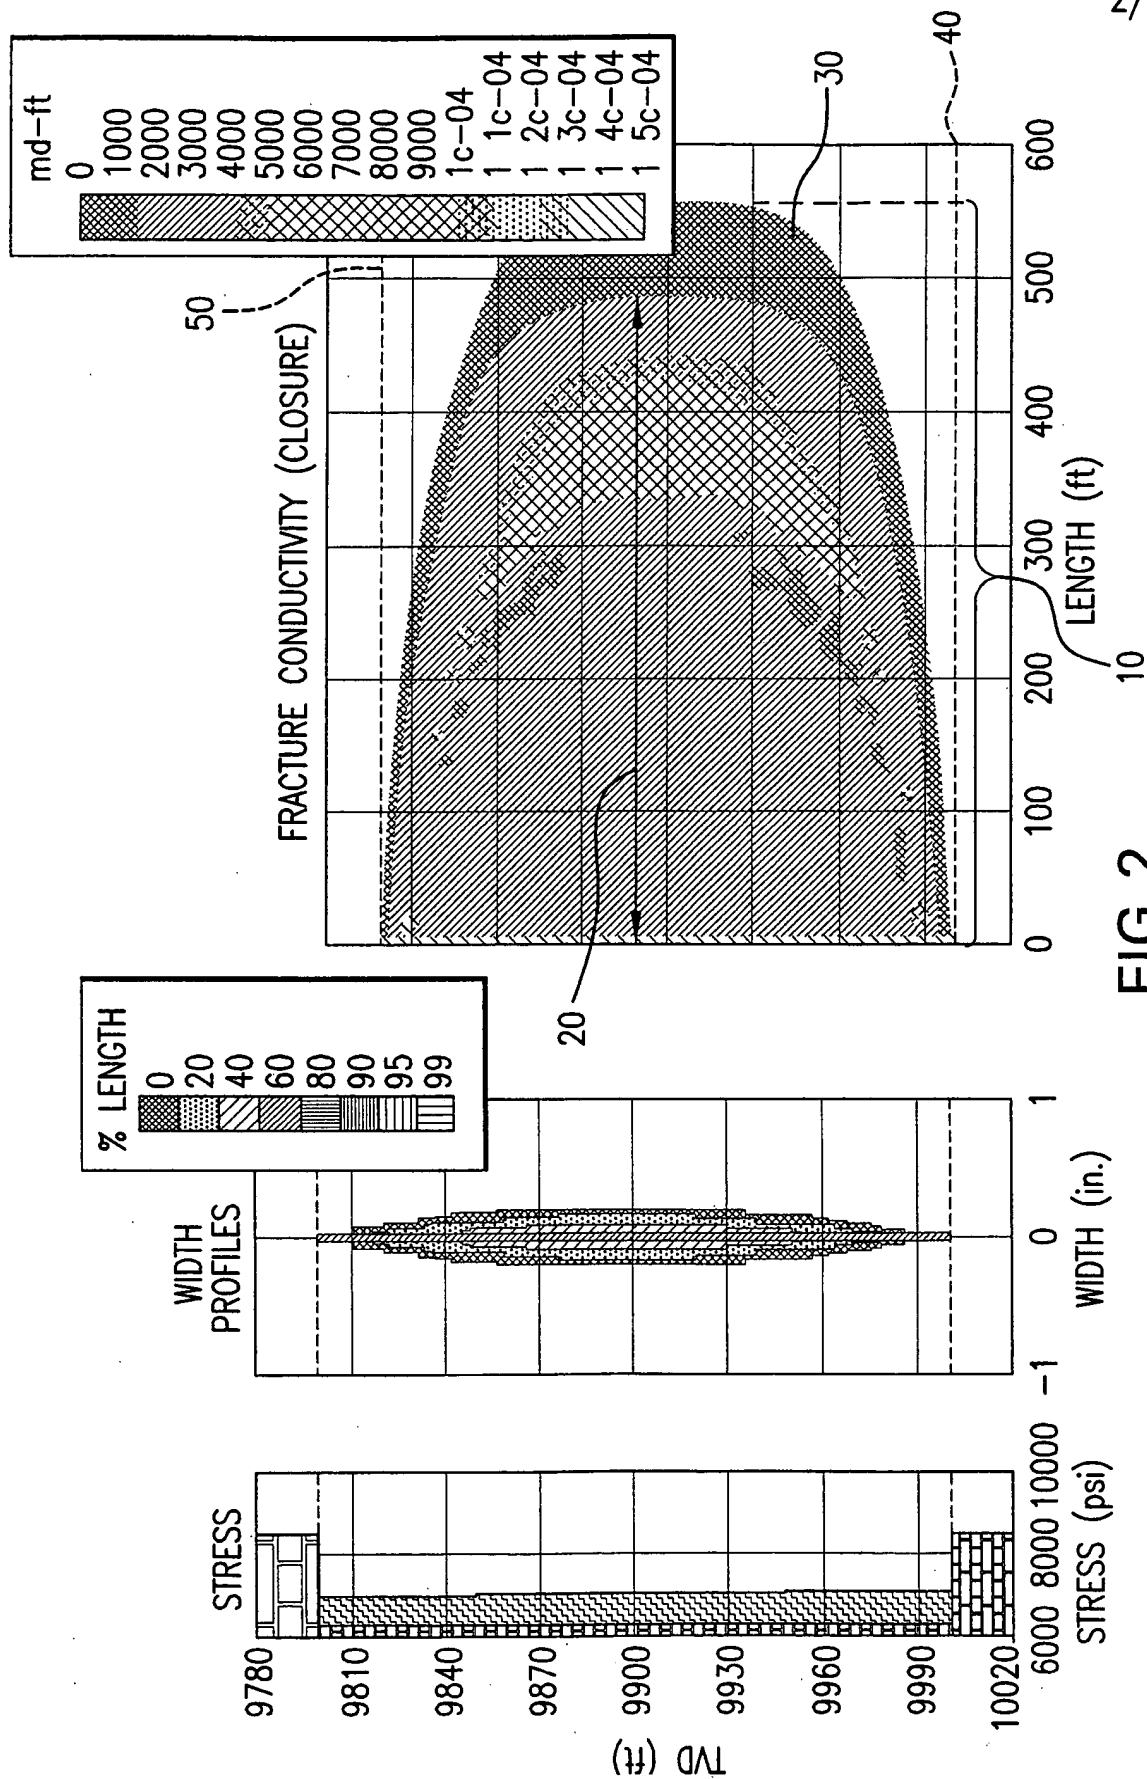 STRESS
9780
9810
9840
9870
9900
9930
9960
9990
10020
TVD (ft)
6000 8000 10000
STRESS (psi)
WIDTH
PROFILES
-1 0 1
WIDTH (in.)
% LENGTH
0
20
40
60
80
90
95
99
FRACTURE CONDUCTIVITY (CLOSURE)
md-ft
0
1000
2000
3000
4000
5000
6000
7000
8000
9000
1c-04
1 1c-04
1 2c-04
1 3c-04
1 4c-04
1 5c-04
50
20
30
40
0 100 200 300 400 500 600
LENGTH (ft)
10
FIG. 2